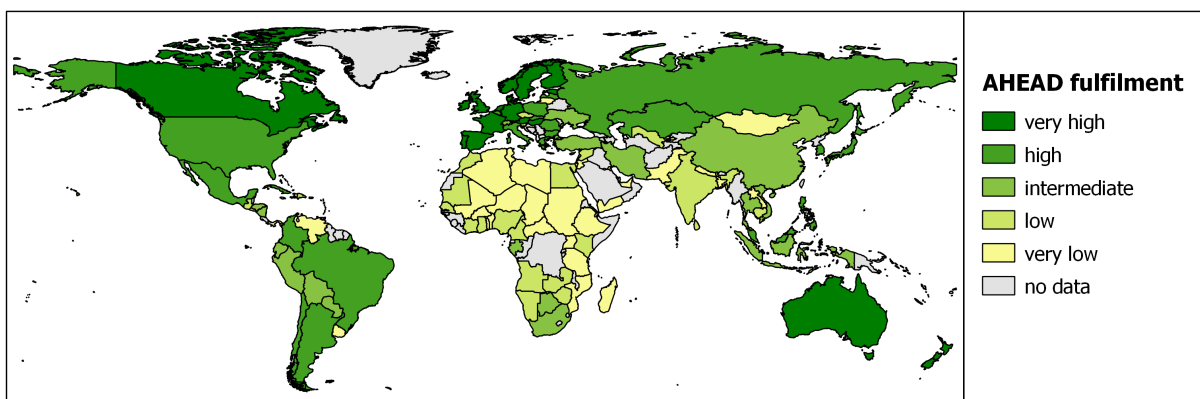 AHEAD fulfilment
very high
high
intermediate
low
very low
no data